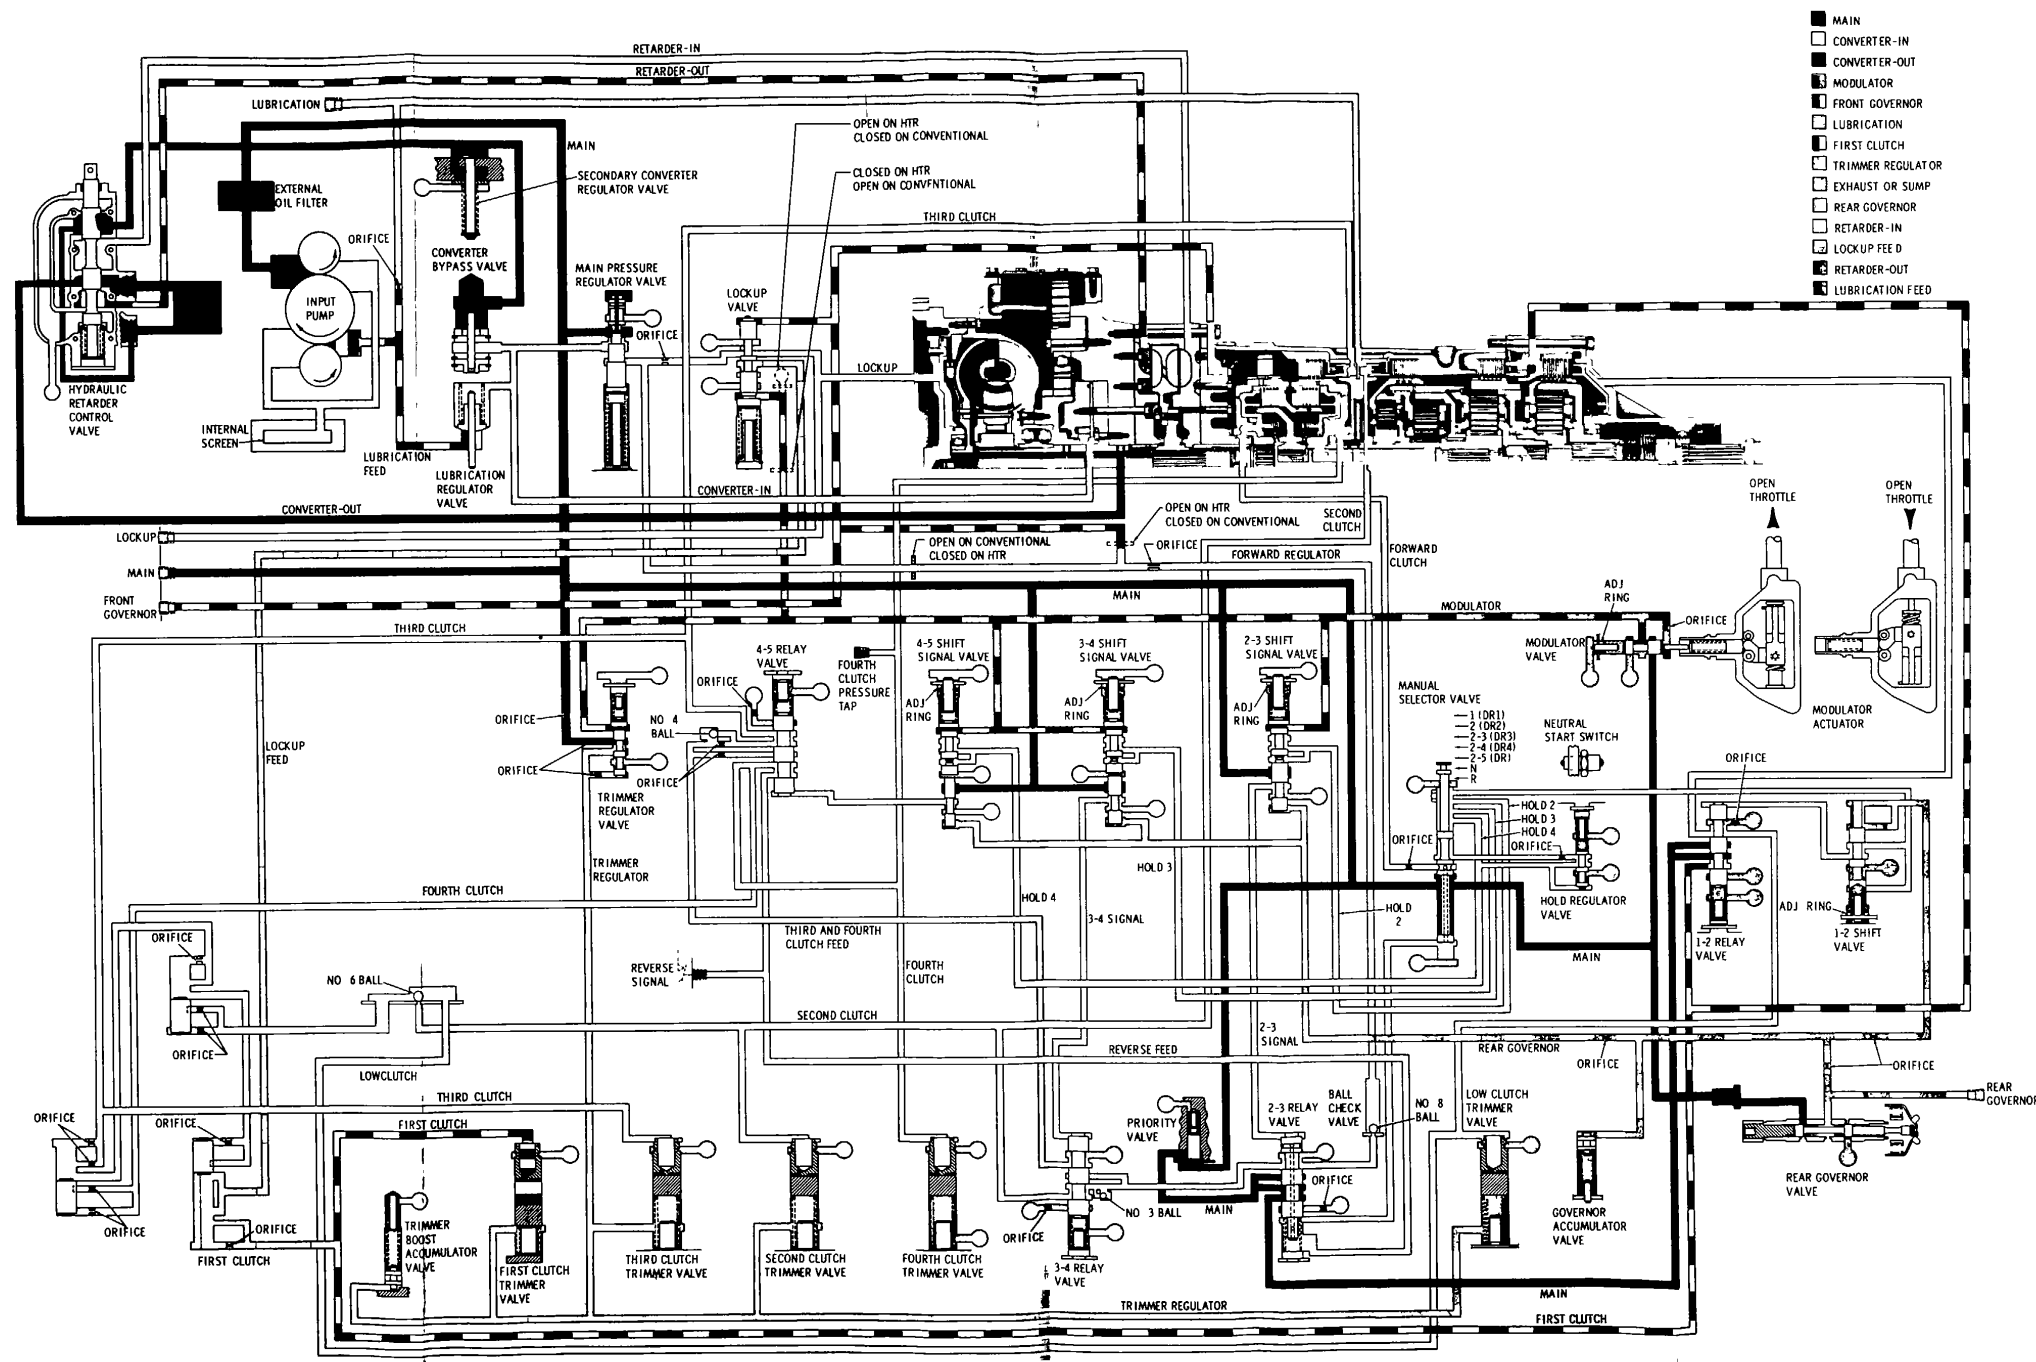 RETARDER-IN
RETARDER-OUT
LUBRICATION
MAIN
OPEN ON HTR
CLOSED ON CONVENTIONAL
CLOSED ON HTR
OPEN ON CONVENTIONAL
MAIN
CONVERTER-IN
CONVERTER-OUT
MODULATOR
FRONT GOVERNOR
LUBRICATION
FIRST CLUTCH
TRIMMER REGULATOR
EXHAUST OR SUMP
REAR GOVERNOR
RETARDER-IN
LOCKUP FEED
RETARDER-OUT
LUBRICATION FEED
EXTERNAL
OIL FILTER
SECONDARY CONVERTER
REGULATOR VALVE
THIRD CLUTCH
ORIFICE
CONVERTER
BYPASS VALVE
MAIN PRESSURE
REGULATOR VALVE
LOCKUP
VALVE
INPUT
PUMP
ORIFICE
LOCKUP
HYDRAULIC
RETARDER
CONTROL
VALVE
INTERNAL
SCREEN
LUBRICATION
FEED
LUBRICATION
REGULATOR
VALVE
CONVERTER-IN
CONVERTER-OUT
OPEN
THROTTLE
OPEN
THROTTLE
OPEN ON HTR
CLOSED ON CONVENTIONAL
SECOND
CLUTCH
LOCKUP
OPEN ON CONVENTIONAL
CLOSED ON HTR
ORIFICE
FORWARD REGULATOR
FORWARD
CLUTCH
MAIN
FRONT
GOVERNOR
MAIN
MODULATOR
ADJ
RING
ORIFICE
THIRD CLUTCH
4-5 RELAY
VALVE
FOURTH
CLUTCH
PRESSURE
TAP
4-5 SHIFT
SIGNAL VALVE
3-4 SHIFT
SIGNAL VALVE
2-3 SHIFT
SIGNAL VALVE
MODULATOR
VALVE
ORIFICE
ADJ
RING
ADJ
RING
ADJ
RING
MANUAL
SELECTOR VALVE
1 (DR1)
2 (DR2)
2-3 (DR3)
2-4 (DR4)
2-5 (DR)
N
R
NEUTRAL
START SWITCH
MODULATOR
ACTUATOR
ORIFICE
NO 4
BALL
LOCKUP
FEED
ORIFICE
ORIFICE
TRIMMER
REGULATOR
VALVE
ORIFICE
HOLD 2
HOLD 3
HOLD 4
ORIFICE
ORIFICE
TRIMMER
REGULATOR
HOLD 3
FOURTH CLUTCH
HOLD 4
3-4 SIGNAL
HOLD
2
HOLD REGULATOR
VALVE
ADJ RING
1-2 RELAY
VALVE
1-2 SHIFT
VALVE
ORIFICE
THIRD AND FOURTH
CLUTCH FEED
REVERSE
SIGNAL
FOURTH
CLUTCH
MAIN
NO 6 BALL
SECOND CLUTCH
2-3
SIGNAL
ORIFICE
REVERSE FEED
REAR GOVERNOR
ORIFICE
ORIFICE
LOWCLUTCH
THIRD CLUTCH
FIRST CLUTCH
ORIFICE
ORIFICE
PRIORITY
VALVE
2-3 RELAY
VALVE
BALL
CHECK
VALVE
NO 8
BALL
LOW CLUTCH
TRIMMER
VALVE
REAR
GOVERNOR
REAR GOVERNOR
VALVE
ORIFICE
ORIFICE
ORIFICE
FIRST CLUTCH
TRIMMER
BOOST
ACCUMULATOR
VALVE
FIRST CLUTCH
TRIMMER
VALVE
THIRD CLUTCH
TRIMMER VALVE
SECOND CLUTCH
TRIMMER VALVE
FOURTH CLUTCH
TRIMMER VALVE
ORIFICE
NO 3 BALL
MAIN
3-4 RELAY
VALVE
GOVERNOR
ACCUMULATOR
VALVE
MAIN
TRIMMER REGULATOR
FIRST CLUTCH